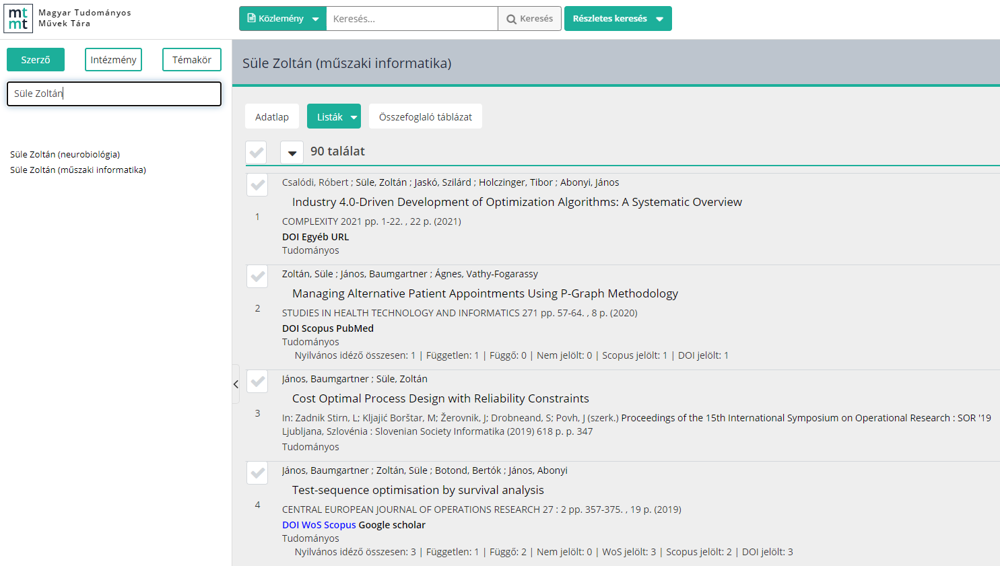 mt
mt
Magyar Tudományos
Művek Tára
Közlemény
Keresés...
Keresés
Részletes keresés
Szerző
Intézmény
Témakör
Süle Zoltán
Süle Zoltán (neurobiológia)
Süle Zoltán (műszaki informatika)
Süle Zoltán (műszaki informatika)
Adatlap
Listák
Összefoglaló táblázat
90 találat
Csalódi, Róbert ; Süle, Zoltán ; Jaskó, Szilárd ; Holczinger, Tibor ; Abonyi, János
Industry 4.0-Driven Development of Optimization Algorithms: A Systematic Overview
1
COMPLEXITY 2021 pp. 1-22. , 22 p. (2021)
DOI Egyéb URL
Tudományos
Zoltán, Süle ; János, Baumgartner ; Ágnes, Vathy-Fogarassy
Managing Alternative Patient Appointments Using P-Graph Methodology
2
STUDIES IN HEALTH TECHNOLOGY AND INFORMATICS 271 pp. 57-64. , 8 p. (2020)
DOI Scopus PubMed
Tudományos
Nyilvános idéző összesen: 1 | Független: 1 | Függő: 0 | Nem jelölt: 0 | Scopus jelölt: 1 | DOI jelölt: 1
János, Baumgartner ; Süle, Zoltán
Cost Optimal Process Design with Reliability Constraints
3
In: Zadnik Stirn, L; Kljajić Borštar, M; Žerovnik, J; Drobneand, S; Povh, J (szerk.) Proceedings of the 15th International Symposium on Operational Research : SOR '19
Ljubljana, Szlovénia : Slovenian Society Informatika (2019) 618 p. p. 347
Tudományos
János, Baumgartner ; Zoltán, Süle ; Botond, Bertók ; János, Abonyi
Test-sequence optimisation by survival analysis
4
CENTRAL EUROPEAN JOURNAL OF OPERATIONS RESEARCH 27 : 2 pp. 357-375. , 19 p. (2019)
DOI WoS Scopus Google scholar
Tudományos
Nyilvános idéző összesen: 3 | Független: 1 | Függő: 2 | Nem jelölt: 0 | WoS jelölt: 3 | Scopus jelölt: 2 | DOI jelölt: 3